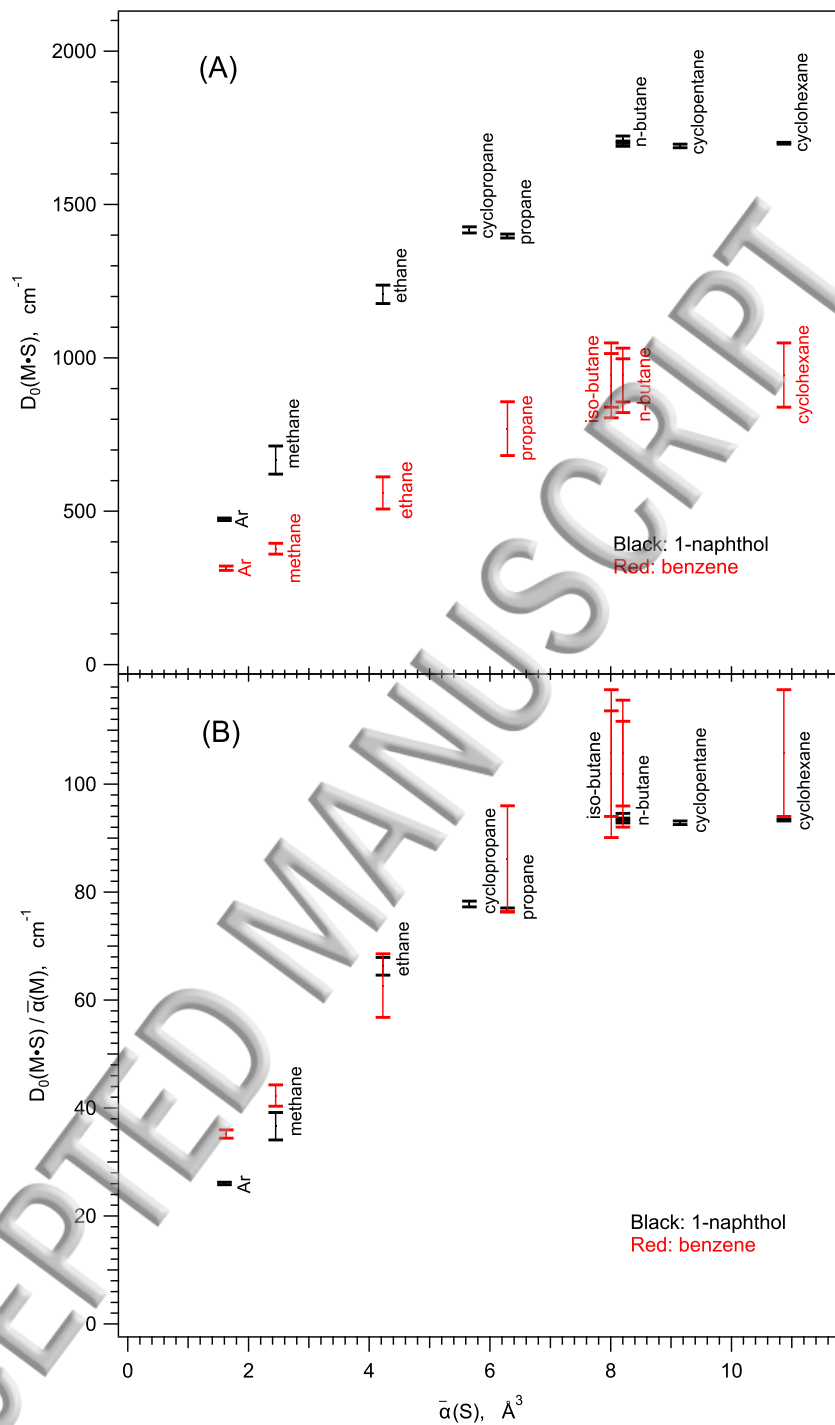 (A)
2000
1500
1000
500
0
D₀(M•S), cm⁻¹
Ar
methane
ethane
cyclopropane
propane
n-butane
cyclopentane
cyclohexane
Ar
methane
ethane
propane
iso-butane
n-butane
cyclohexane
Black: 1-naphthol
Red: benzene
(B)
100
80
60
40
20
0
D₀(M•S) / ᾱ(M), cm⁻¹
Ar
methane
ethane
cyclopropane
propane
iso-butane
n-butane
cyclopentane
cyclohexane
Black: 1-naphthol
Red: benzene
0 2 4 6 8 10
ᾱ(S), Å³
CEPTED MANUSCRIPT